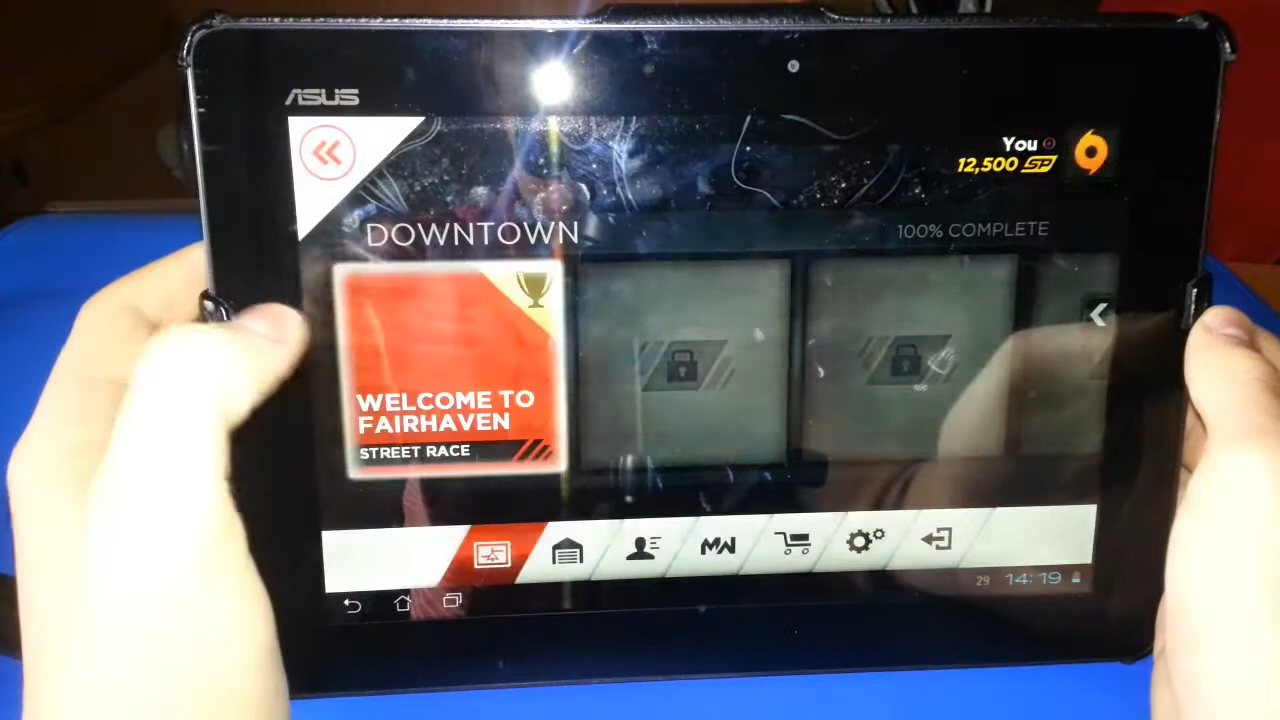 ASUS
You
12,500 SP
DOWNTOWN
100% COMPLETE
WELCOME TO
FAIRHAVEN
STREET RACE
MW
29 14:19